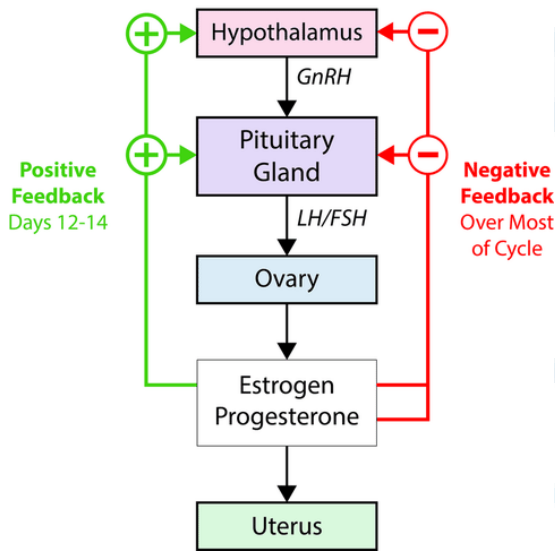 +
Hypothalamus
−
GnRH
+
Pituitary
Gland
−
Positive
Feedback
Days 12-14
Negative
Feedback
Over Most
of Cycle
LH/FSH
Ovary
Estrogen
Progesterone
Uterus